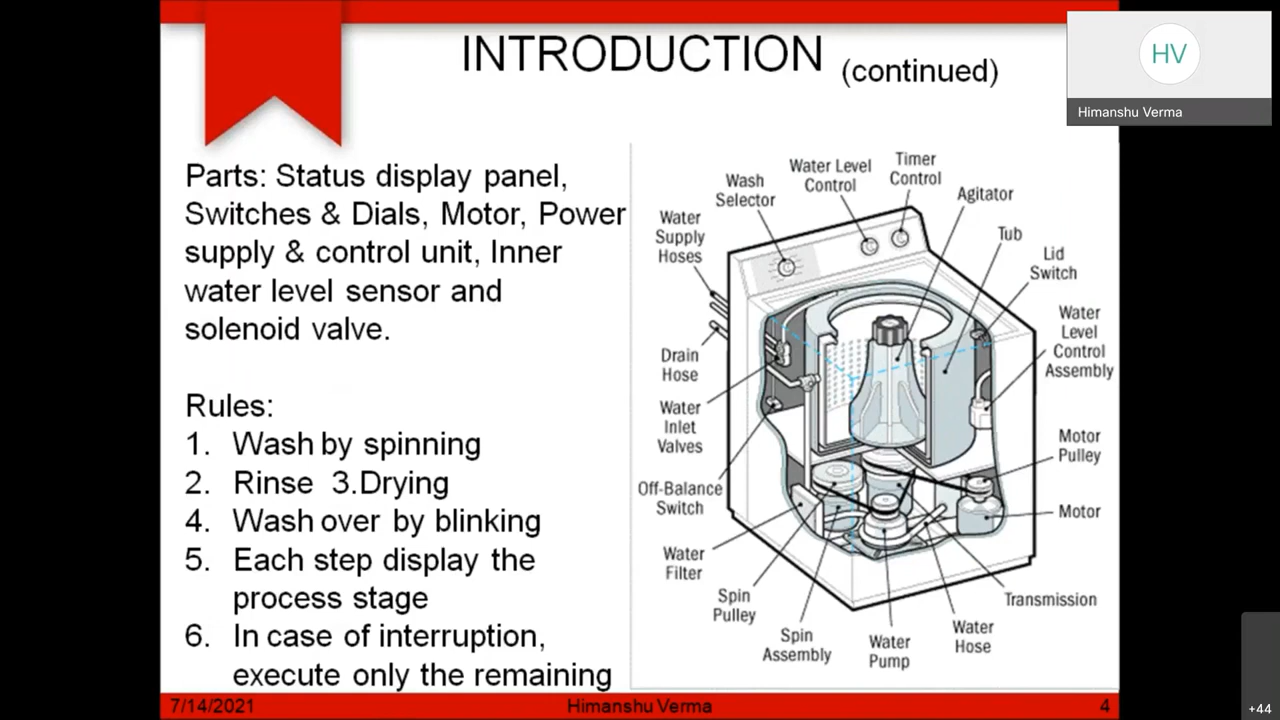 INTRODUCTION (continued)
HV
Himanshu Verma
Parts: Status display panel,
Switches & Dials, Motor, Power
supply & control unit, Inner
water level sensor and
solenoid valve.
Rules:
1. Wash by spinning
2. Rinse 3.Drying
4. Wash over by blinking
5. Each step display the
process stage
6. In case of interruption,
execute only the remaining
Wash
Selector
Water Level
Control
Timer
Control
Agitator
Tub
Lid
Switch
Water
Level
Control
Assembly
Motor
Pulley
Motor
Transmission
Water
Hose
Water
Pump
Spin
Assembly
Spin
Pulley
Water
Filter
Off-Balance
Switch
Water
Inlet
Valves
Drain
Hose
Water
Supply
Hoses
7/14/2021
Himanshu Verma
4
+44